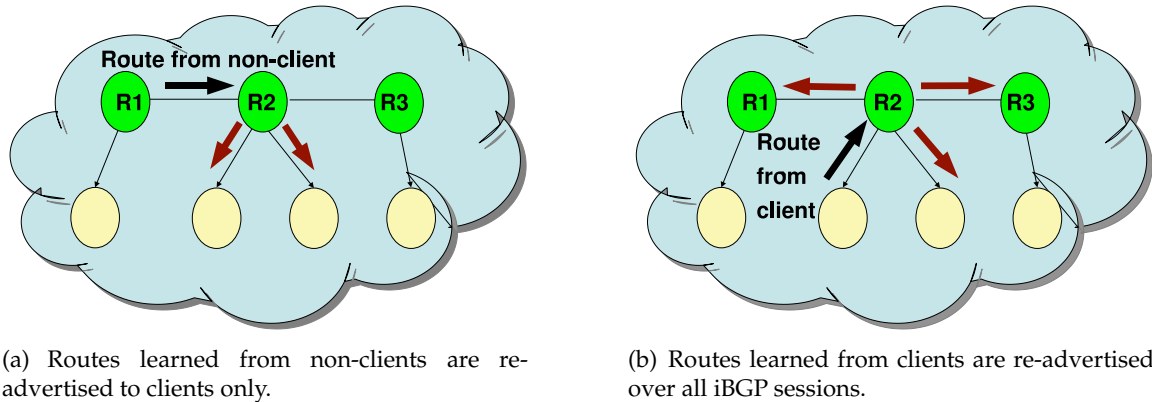 Route from non-client
R1
R2
R3
R1
R2
R3
Route
from
client
(a) Routes learned from non-clients are re-
advertised to clients only.
(b) Routes learned from clients are re-advertised
over all iBGP sessions.